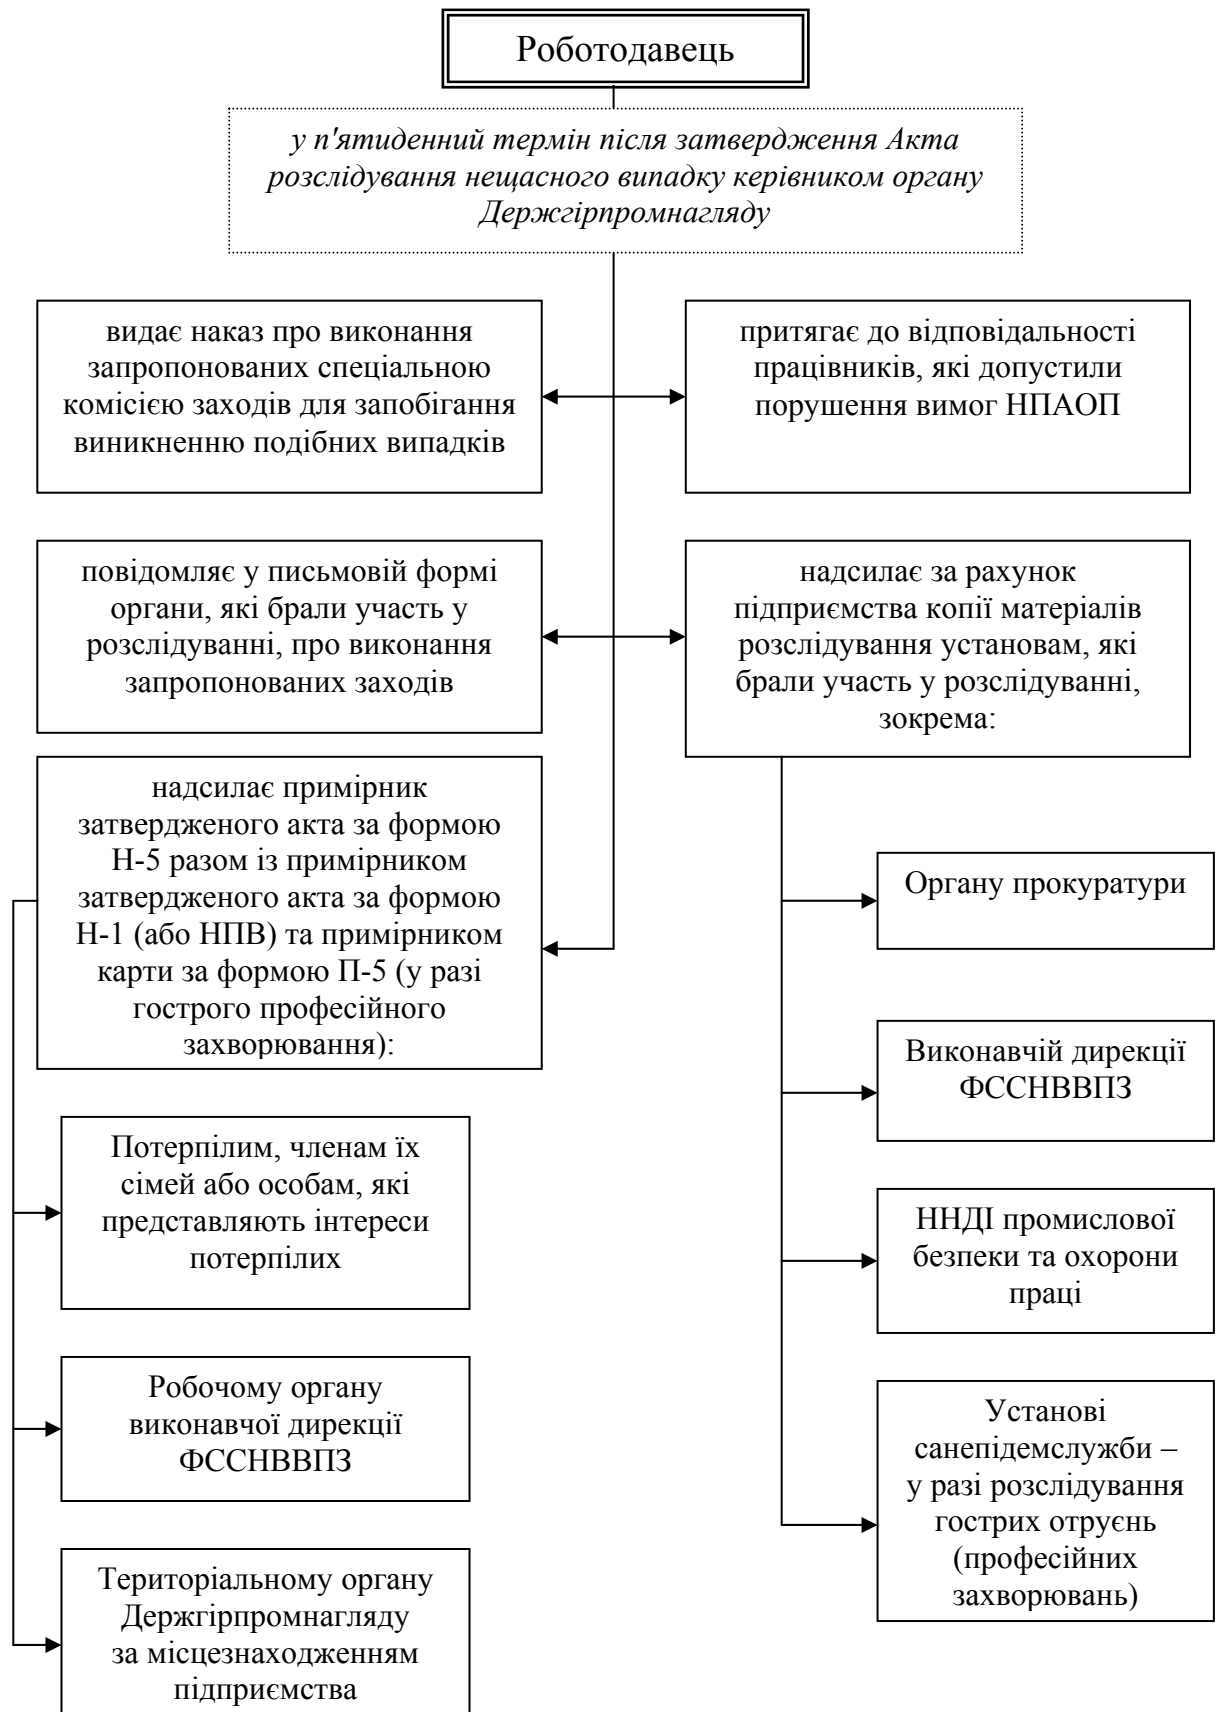 Роботодавець
у п'ятиденний термін після затвердження Акта
розслідування нещасного випадку керівником органу
Держгірпромнагляду
видає наказ про виконання
запропонованих спеціальною
комісією заходів для запобігання
виникненню подібних випадків
притягає до відповідальності
працівників, які допустили
порушення вимог НПАОП
повідомляє у письмовій формі
органи, які брали участь у
розслідуванні, про виконання
запропонованих заходів
надсилає за рахунок
підприємства копії матеріалів
розслідування установам, які
брали участь у розслідуванні,
зокрема:
надсилає примірник
затвердженого акта за формою
Н-5 разом із примірником
затвердженого акта за формою
Н-1 (або НПВ) та примірником
карти за формою П-5 (у разі
гострого професійного
захворювання):
Потерпілим, членам їх
сімей або особам, які
представляють інтереси
потерпілих
Робочому органу
виконавчої дирекції
ФССНВВПЗ
Територіальному органу
Держгірпромнагляду
за місцезнаходженням
підприємства
Органу прокуратури
Виконавчій дирекції
ФССНВВПЗ
ННДІ промислової
безпеки та охорони
праці
Установі
санепідемслужби –
у разі розслідування
гострих отруєнь
(професійних
захворювань)